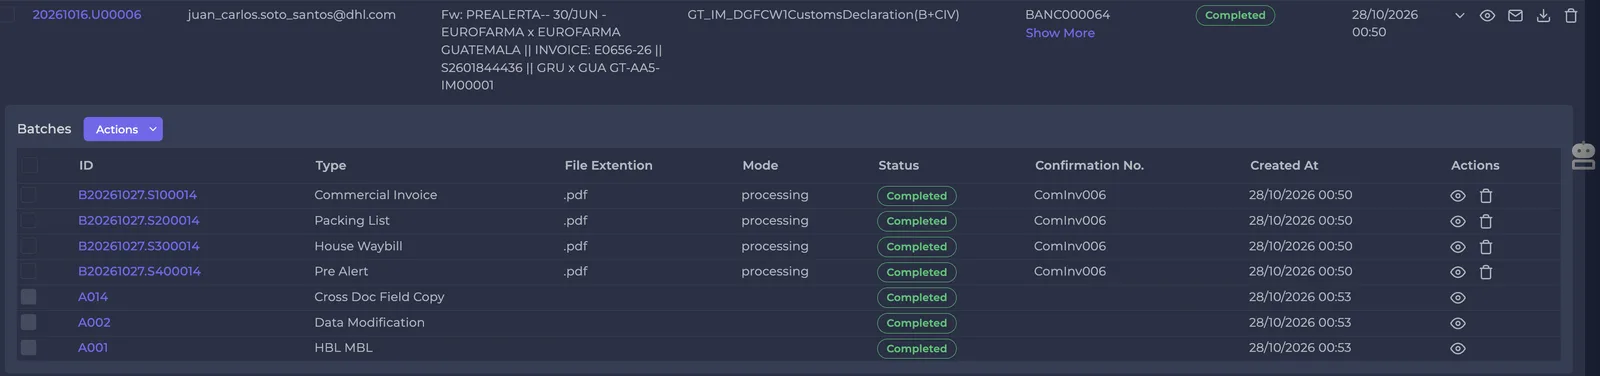 20261016.U00006 juan_carlos.soto_santos@dhl.com Fw: PREALERTA-- 30/JUN - GT_IM_DGFCW1CustomsDeclaration(B+CIV) BANC000064 Completed 28/10/2026
EUROFARMA x EUROFARMA Show More 00:50
GUATEMALA || INVOICE: E0656-26 ||
S2601844436 || GRU x GUA GT-AA5-
IM00001
Batches Actions
ID Type File Extention Mode Status Confirmation No. Created At Actions
B20261027.S100014 Commercial Invoice .pdf processing Completed ComInv006 28/10/2026 00:50
B20261027.S200014 Packing List .pdf processing Completed ComInv006 28/10/2026 00:50
B20261027.S300014 House Waybill .pdf processing Completed ComInv006 28/10/2026 00:50
B20261027.S400014 Pre Alert .pdf processing Completed ComInv006 28/10/2026 00:50
A014 Cross Doc Field Copy Completed 28/10/2026 00:53
A002 Data Modification Completed 28/10/2026 00:53
A001 HBL MBL Completed 28/10/2026 00:53